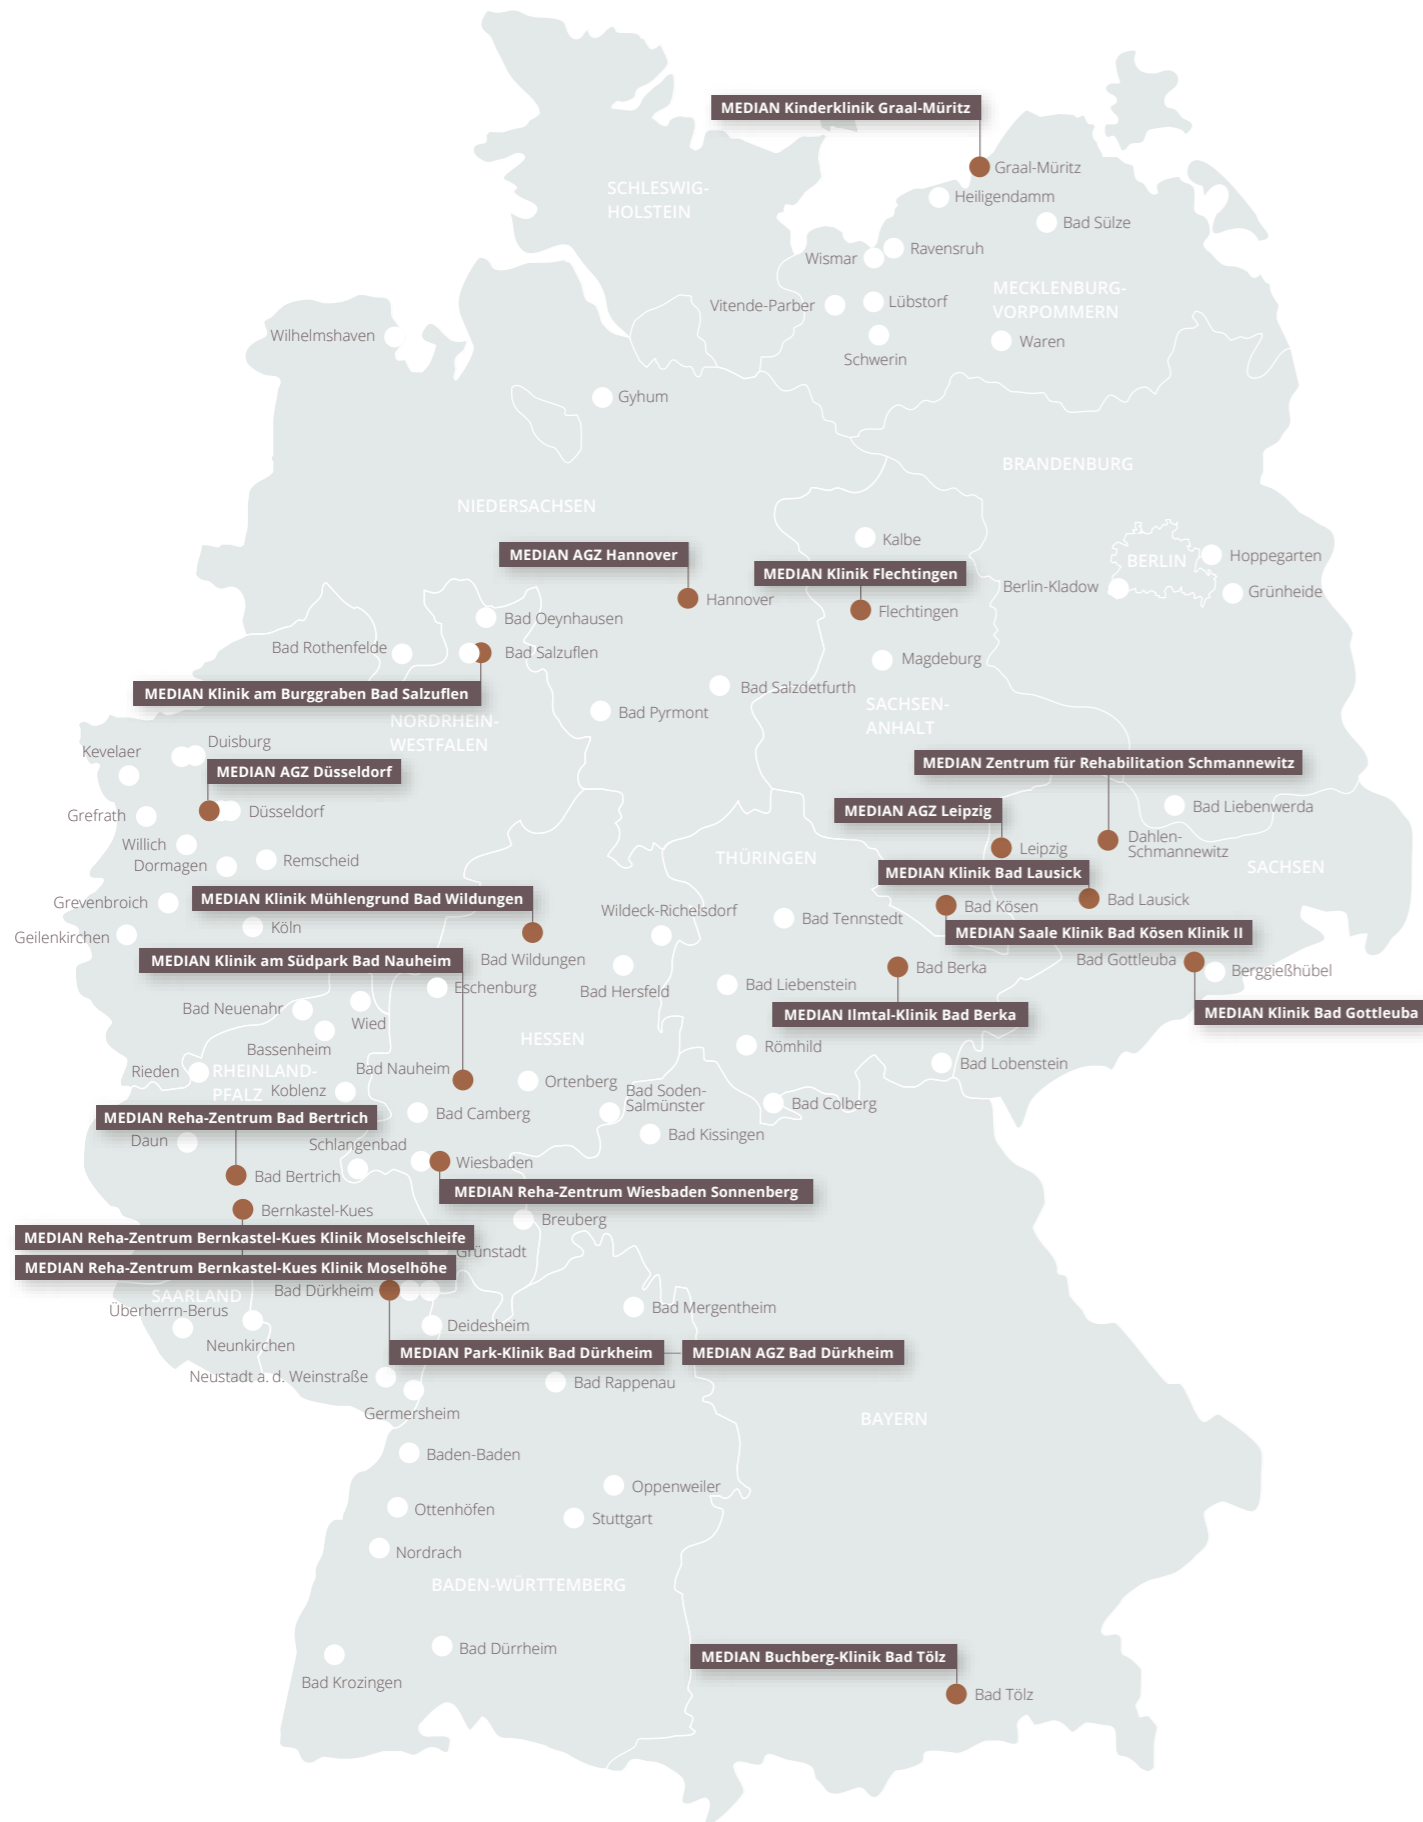 MEDIAN Kinderklinik Graal-Müritz
Graal-Müritz
SCHLESWIG-
HOLSTEIN
Heiligendamm
Bad Sülze
Ravensruh
Wismar
MECKLENBURG-
VORPOMMERN
Vitende-Parber
Lübstorf
Wilhelmshaven
Waren
Schwerin
Gyhum
BRANDENBURG
NIEDERSACHSEN
Kalbe
MEDIAN AGZ Hannover
Hoppegarten
BERLIN
MEDIAN Klinik Flechtingen
Berlin-Kladow
Grünheide
Hannover
Flechtingen
Bad Oeynhausen
Bad Rothenfelde
Bad Salzuflen
Magdeburg
MEDIAN Klinik am Burggraben Bad Salzuflen
Bad Salzdetfurth
Bad Pyrmont
SACHSEN-
ANHALT
NORDRHEIN-
WESTFALEN
Duisburg
Kevelaer
MEDIAN Zentrum für Rehabilitation Schmannewitz
MEDIAN AGZ Düsseldorf
Bad Liebenwerda
MEDIAN AGZ Leipzig
Grefrath
Düsseldorf
Dahlen-
Schmannewitz
Willich
Leipzig
THÜRINGEN
Remscheid
Dormagen
SACHSEN
MEDIAN Klinik Bad Lausick
MEDIAN Klinik Mühlengrund Bad Wildungen
Bad Lausick
Grevenbroich
Bad Kösen
Wildeck-Richelsdorf
Bad Tennstedt
Köln
MEDIAN Saale Klinik Bad Kösen Klinik II
Geilenkirchen
Bad Wildungen
Bad Gottleuba
MEDIAN Klinik am Südpark Bad Nauheim
Bad Berka
Berggießhübel
Bad Hersfeld
Bad Liebenstein
Eschenburg
Bad Neuenahr
MEDIAN Klinik Bad Gottleuba
MEDIAN Ilmtal-Klinik Bad Berka
Wied
HESSEN
Römhild
Bassenheim
Bad Lobenstein
Bad Nauheim
Rieden
RHEINLAND-
PFALZ
Ortenberg
Koblenz
Bad Soden-
Salmünster
Bad Colberg
MEDIAN Reha-Zentrum Bad Bertrich
Bad Camberg
Bad Kissingen
Daun
Schlangenbad
Wiesbaden
Bad Bertrich
MEDIAN Reha-Zentrum Wiesbaden Sonnenberg
Bernkastel-Kues
Breuberg
MEDIAN Reha-Zentrum Bernkastel-Kues Klinik Moselschleife
Grünstadt
MEDIAN Reha-Zentrum Bernkastel-Kues Klinik Moselhöhe
Bad Dürkheim
SAARLAND
Bad Mergentheim
Überherrn-Berus
Deidesheim
Neunkirchen
MEDIAN Park-Klinik Bad Dürkheim
MEDIAN AGZ Bad Dürkheim
Neustadt a. d. Weinstraße
Bad Rappenau
Germersheim
BAYERN
Baden-Baden
Oppenweiler
Ottenhöfen
Stuttgart
Nordrach
BADEN-WÜRTTEMBERG
Bad Dürrheim
MEDIAN Buchberg-Klinik Bad Tölz
Bad Krozingen
Bad Tölz